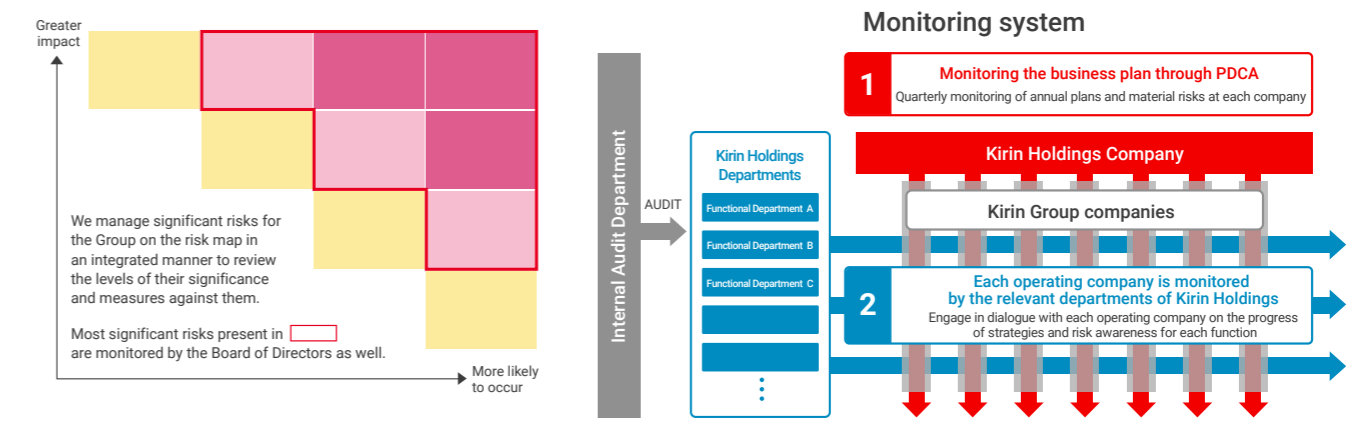 Greater
impact
We manage significant risks for
the Group on the risk map in
an integrated manner to review
the levels of their significance
and measures against them.
Most significant risks present in
are monitored by the Board of Directors as well.
More likely
to occur
Monitoring system
1
Monitoring the business plan through PDCA
Quarterly monitoring of annual plans and material risks at each company
Internal Audit Department
AUDIT
Kirin Holdings
Departments
Functional Department A
Functional Department B
Functional Department C
Kirin Holdings Company
Kirin Group companies
2
Each operating company is monitored
by the relevant departments of Kirin Holdings
Engage in dialogue with each operating company on the progress
of strategies and risk awareness for each function